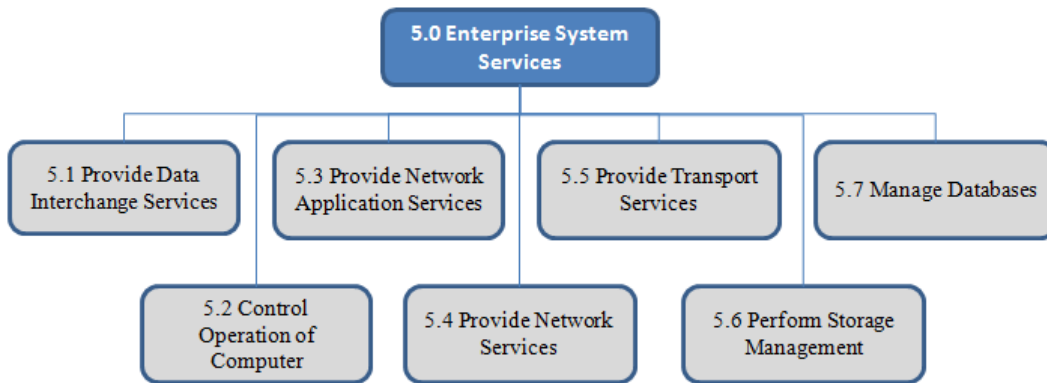 5.0 Enterprise System
Services
5.1 Provide Data
Interchange Services
5.3 Provide Network
Application Services
5.5 Provide Transport
Services
5.7 Manage Databases
5.2 Control
Operation of
Computer
5.4 Provide Network
Services
5.6 Perform Storage
Management